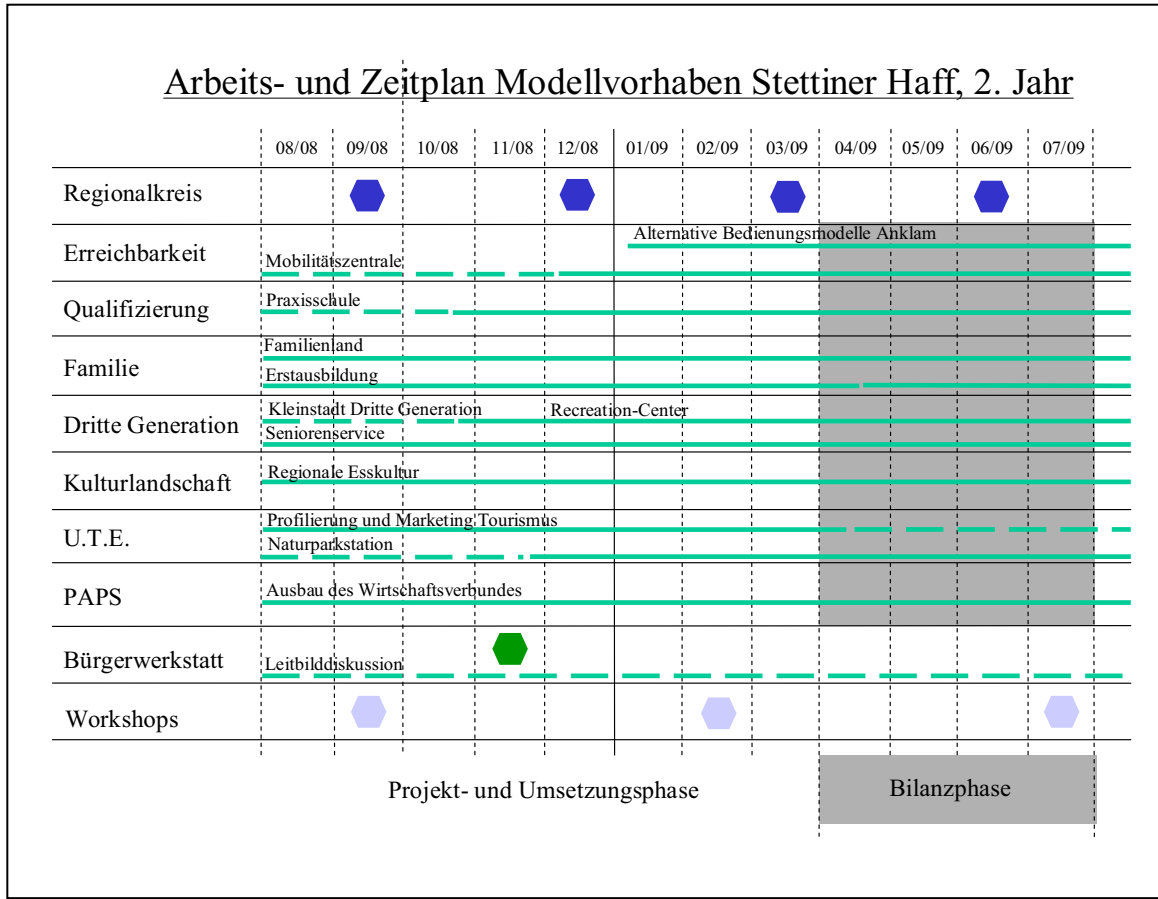 Arbeits- und Zeitplan Modellvorhaben Stettiner Haff, 2. Jahr
08/08 09/08 10/08 11/08 12/08 01/09 02/09 03/09 04/09 05/09 06/09 07/09
Regionalkreis
Erreichbarkeit
Alternative Bedienungsmodelle Anklam
Mobilitätszentrale
Qualifizierung
Praxisschule
Familie
Familienland
Erstausbildung
Dritte Generation
Kleinstadt Dritte Generation
Recreation-Center
Seniorenservice
Kulturlandschaft
Regionale Esskultur
U.T.E.
Profilierung und Marketing Tourismus
Naturparkstation
PAPS
Ausbau des Wirtschaftsverbundes
Bürgerwerkstatt
Leitbilddiskussion
Workshops
Projekt- und Umsetzungsphase
Bilanzphase